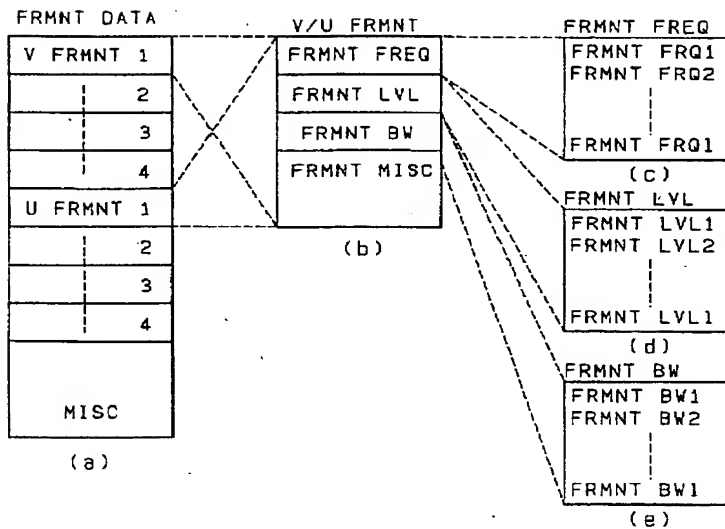 FRMNT DATA
V FRMNT 1
2
3
4
U FRMNT 1
2
3
4
MISC
(a)
V/U FRMNT
FRMNT FREQ
FRMNT LVL
FRMNT BW
FRMNT MISC
(b)
FRMNT FREQ
FRMNT FRQ1
FRMNT FRQ2
FRMNT FRQ1
(c)
FRMNT LVL
FRMNT LVL1
FRMNT LVL2
FRMNT LVL1
(d)
FRMNT BW
FRMNT BW1
FRMNT BW2
FRMNT BW1
(e)